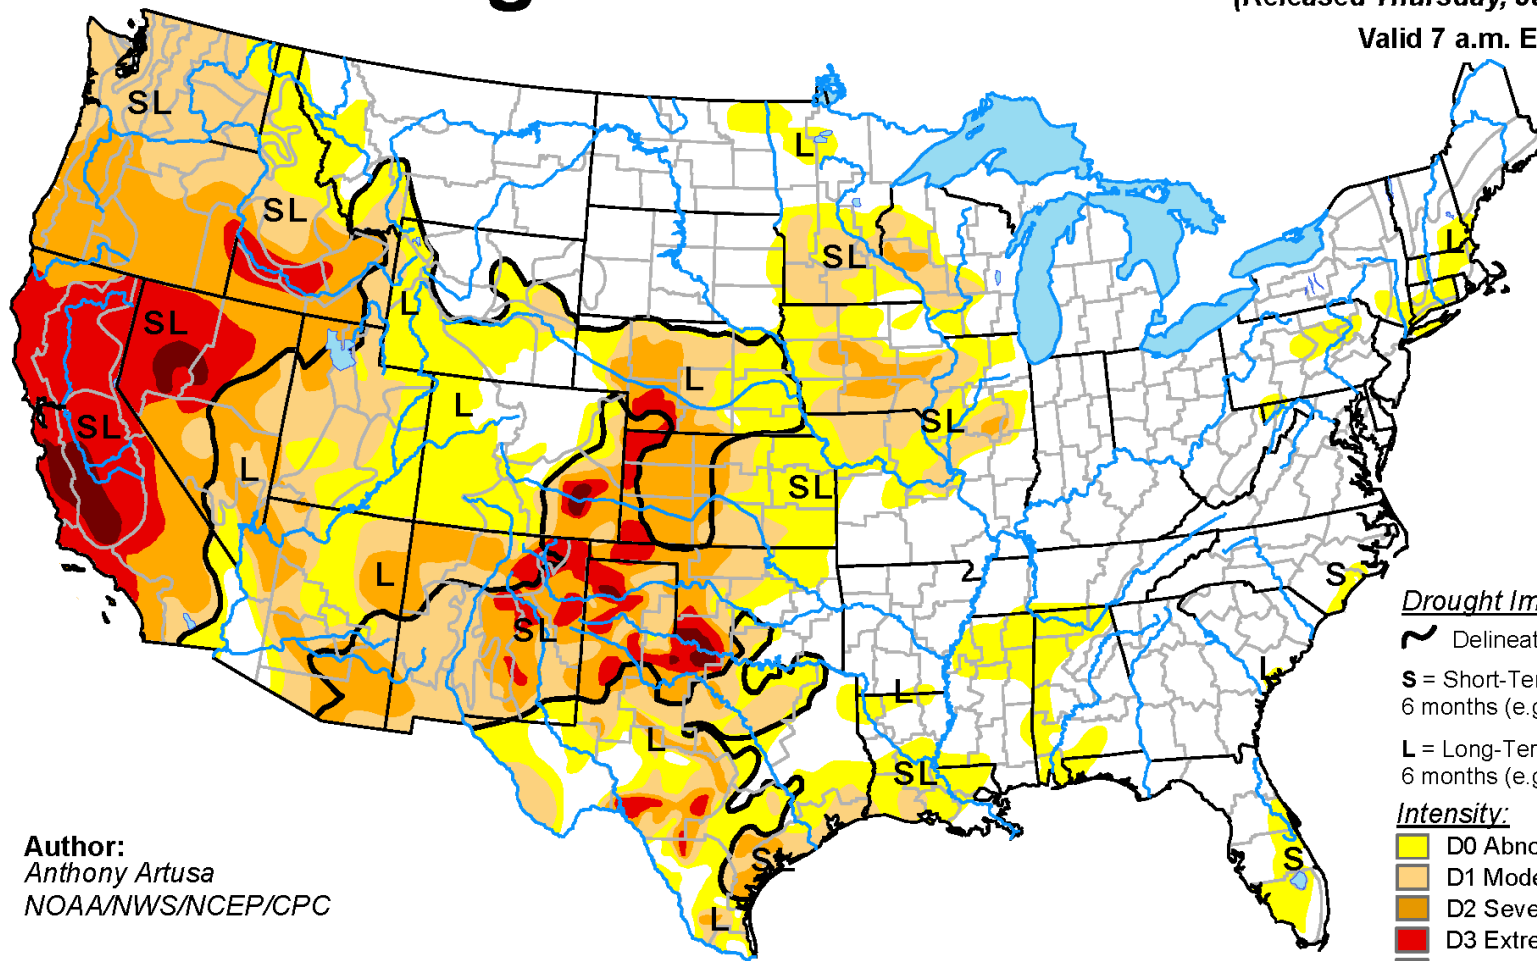 (Released Thursday,
Valid 7 a.m. E
SL
L
SL
L
SL
L
SL
L
L
L
SL
SL
L
SL
L
S
SL
L
L
L
SL
SL
S
L
Drought Im
Delineat
S = Short-Ter
6 months (e.g
L = Long-Ter
6 months (e.g
Intensity:
D0 Abno
D1 Mode
D2 Seve
D3 Extre
Author:
Anthony Artusa
NOAA/NWS/NCEP/CPC